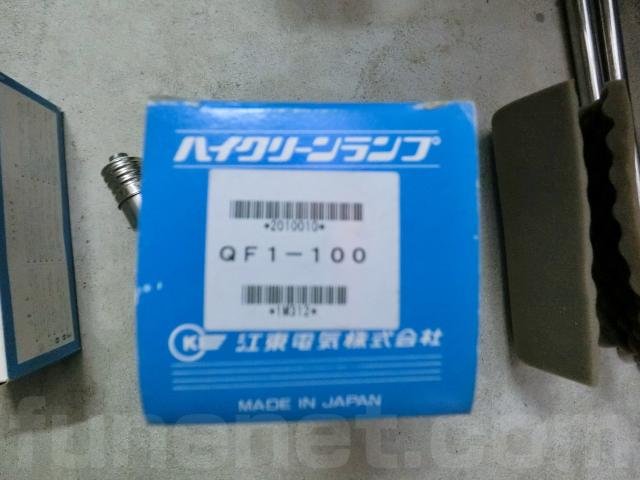 ハイクリーンランプ
*2010010*
QF1-100
*1M312*
K 江東電気株式会社
MADE IN JAPAN
funsnet.com